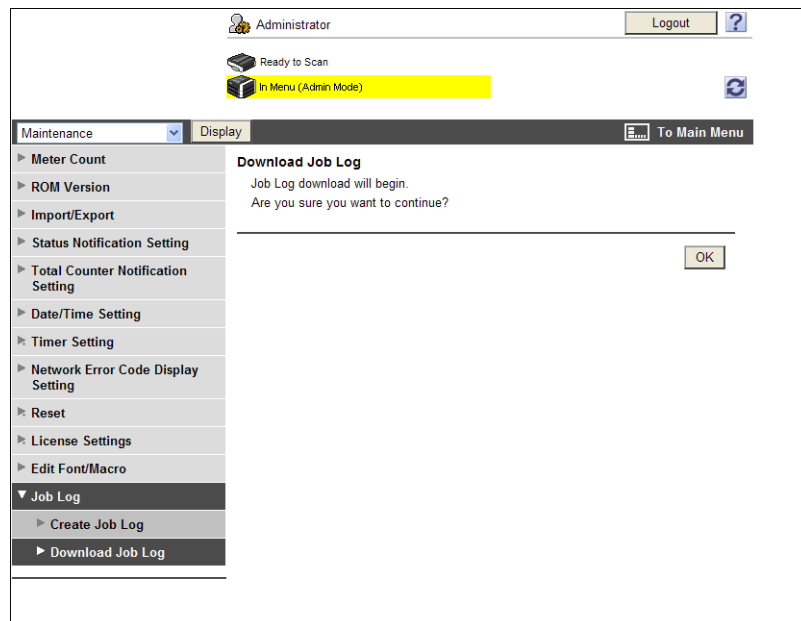 Administrator
Logout
?
Ready to Scan
In Menu (Admin Mode)
Maintenance
Display
To Main Menu
Meter Count
ROM Version
Import/Export
Status Notification Setting
Total Counter Notification
Setting
Date/Time Setting
Timer Setting
Network Error Code Display
Setting
Reset
License Settings
Edit Font/Macro
Job Log
Create Job Log
Download Job Log
Download Job Log
Job Log download will begin.
Are you sure you want to continue?
OK